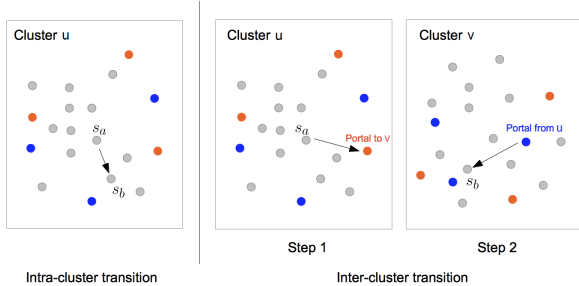 Cluster u
s_a
s_b
Intra-cluster transition
Cluster u
s_a
Portal to v
Step 1
Cluster v
Portal from u
s_b
Step 2
Inter-cluster transition